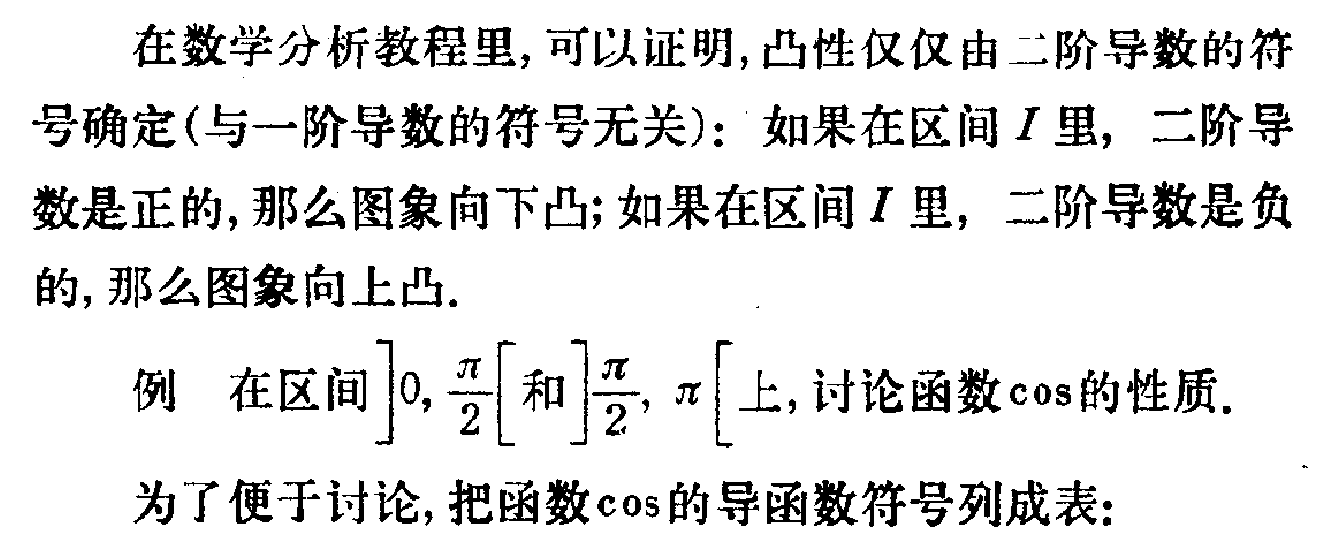 在数学分析教程里,可以证明,凸性仅仅由二阶导数的符
号确定(与一阶导数的符号无关): 如果在区间 I 里, 二阶导
数是正的,那么图象向下凸;如果在区间 I 里, 二阶导数是负
的,那么图象向上凸.
例 在区间]0, π/2[和]π/2, π[上,讨论函数cos的性质.
为了便于讨论,把函数cos的导函数符号列成表: